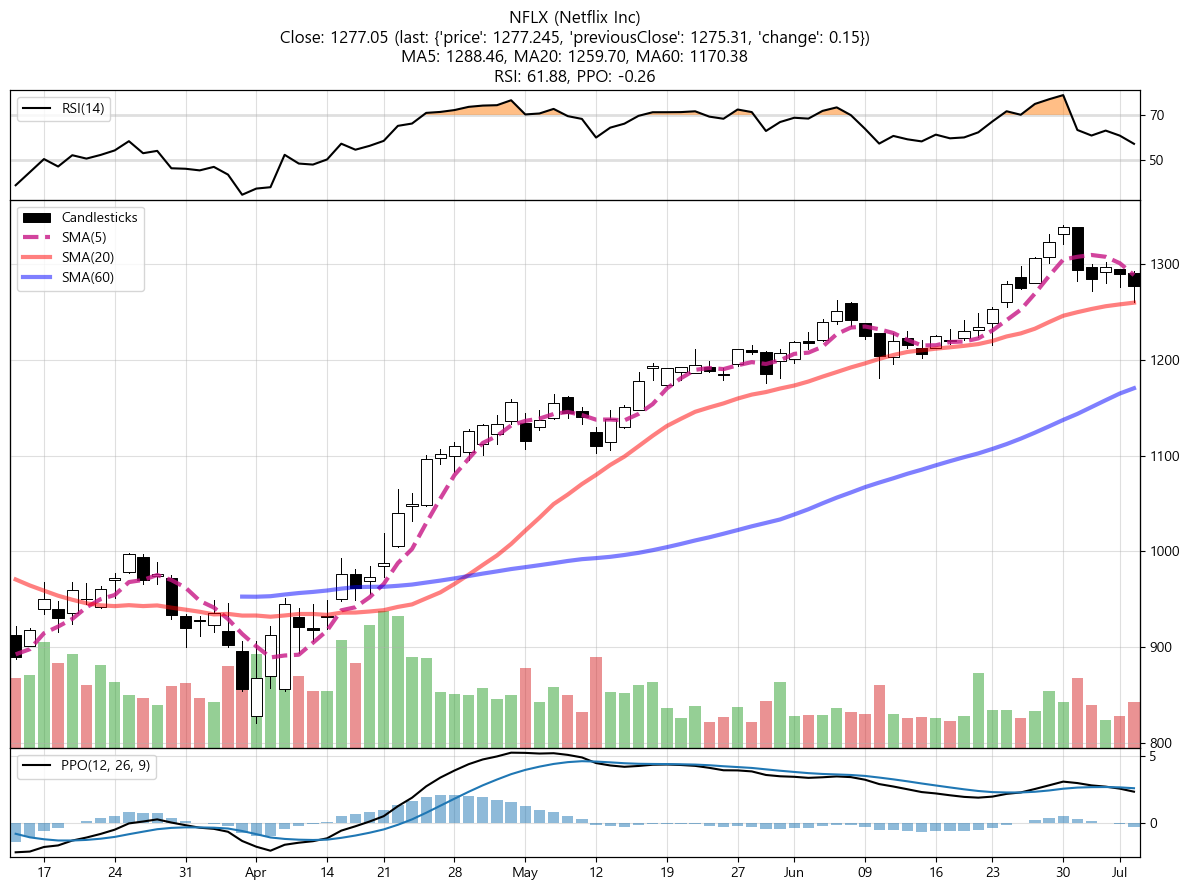 NFLX (Netflix Inc)
Close: 1277.05 (last: {'price': 1277.245, 'previousClose': 1275.31, 'change': 0.15})
MA5: 1288.46, MA20: 1259.70, MA60: 1170.38
RSI: 61.88, PPO: -0.26
RSI(14)
70
50
Candlesticks
SMA(5)
SMA(20)
SMA(60)
1300
1200
1100
1000
900
800
PPO(12, 26, 9)
5
0
17 24 31 Apr 14 21 28 May 12 19 27 Jun 09 16 23 30 Jul